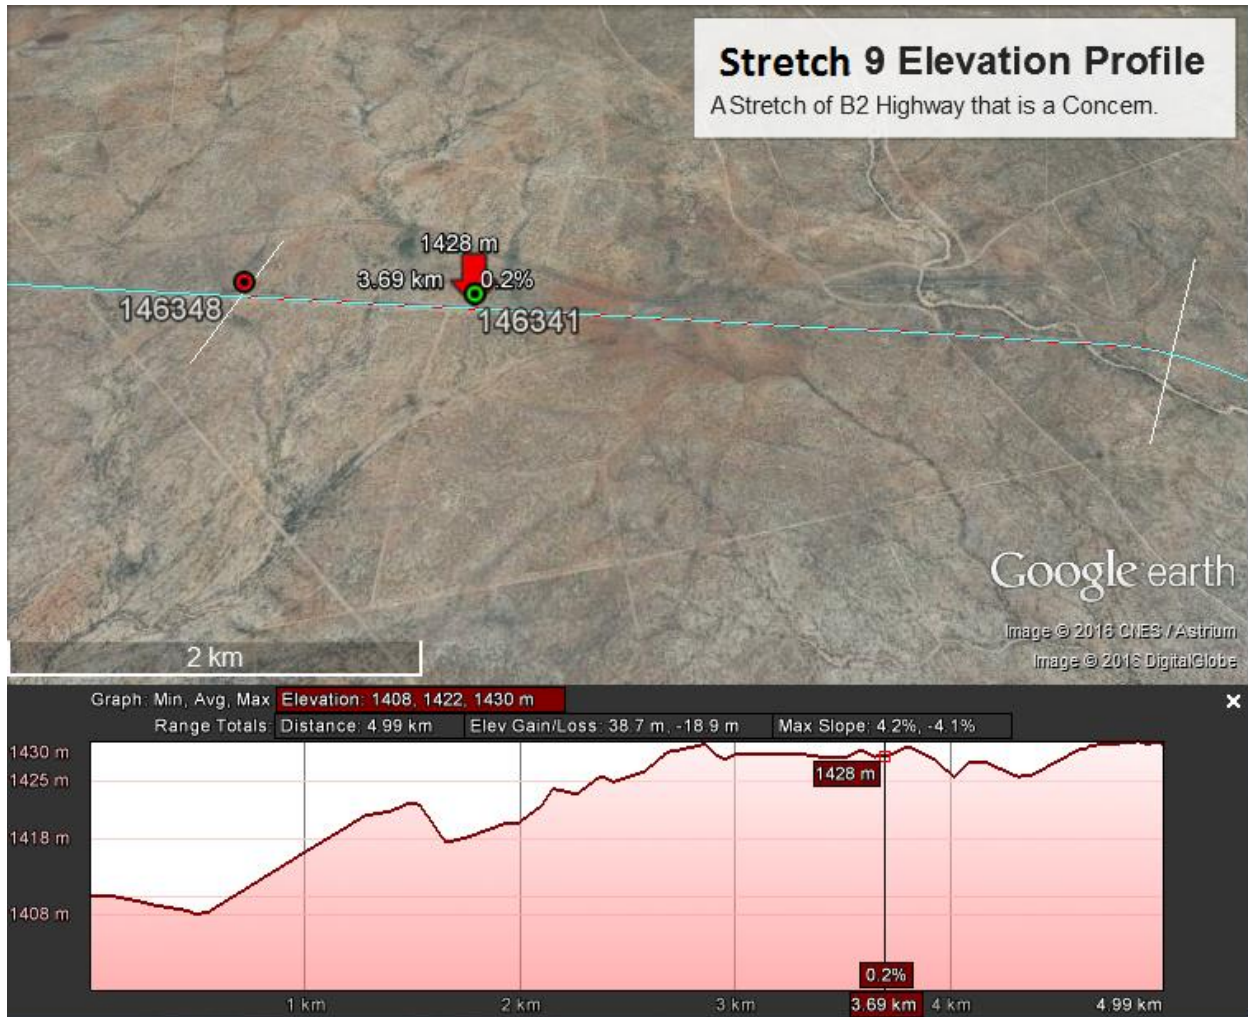 Stretch 9 Elevation Profile
A Stretch of B2 Highway that is a Concern.
1428 m
3.69 km
0.2%
146348
146341
Google earth
Image © 2016 CNES / Astrium
Image © 2016 DigitalGlobe
2 km
Graph: Min, Avg, Max Elevation: 1408, 1422, 1430 m
Range Totals: Distance: 4.99 km Elev Gain/Loss: 38.7 m, -18.9 m Max Slope: 4.2%, -4.1%
1430 m
1425 m
1418 m
1408 m
1428 m
0.2%
1 km 2 km 3 km 3.69 km 4 km 4.99 km